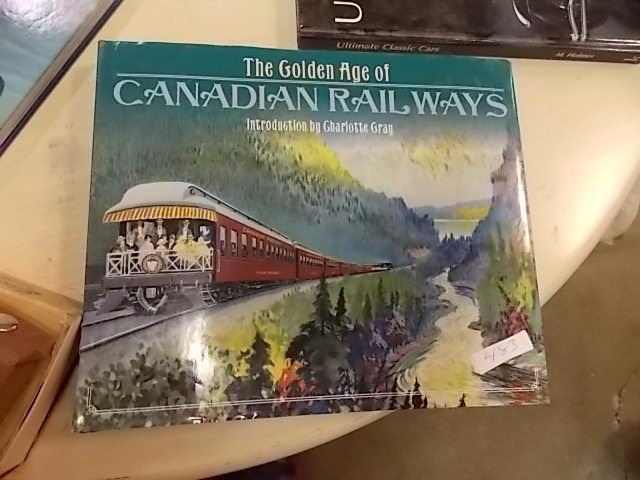 Ultimate Classic Cars
The Golden Age of
CANADIAN RAILWAYS
Introduction by Charlotte Gray